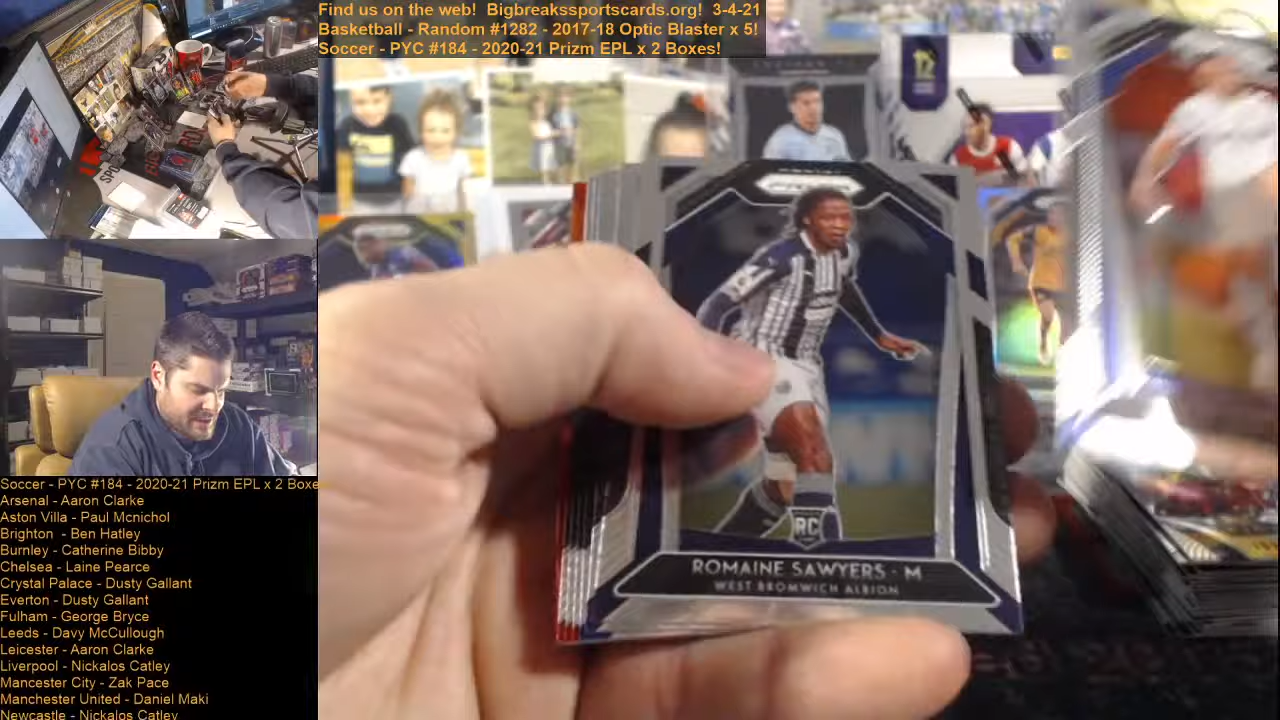 Find us on the web!  Bigbreakssportscards.org!  3-4-21
Basketball - Random #1282 - 2017-18 Optic Blaster x 5!
Soccer - PYC #184 - 2020-21 Prizm EPL x 2 Boxes!
PRIZM
RC
ROMAINE SAWYERS - M
WEST BROMWICH ALBION
Soccer - PYC #184 - 2020-21 Prizm EPL x 2 Boxe
Arsenal - Aaron Clarke
Aston Villa - Paul Mcnichol
Brighton  - Ben Hatley
Burnley - Catherine Bibby
Chelsea - Laine Pearce
Crystal Palace - Dusty Gallant
Everton - Dusty Gallant
Fulham - George Bryce
Leeds - Davy McCullough
Leicester - Aaron Clarke
Liverpool - Nickalos Catley
Mancester City - Zak Pace
Manchester United - Daniel Maki
Newcastle - Nickalos Catley